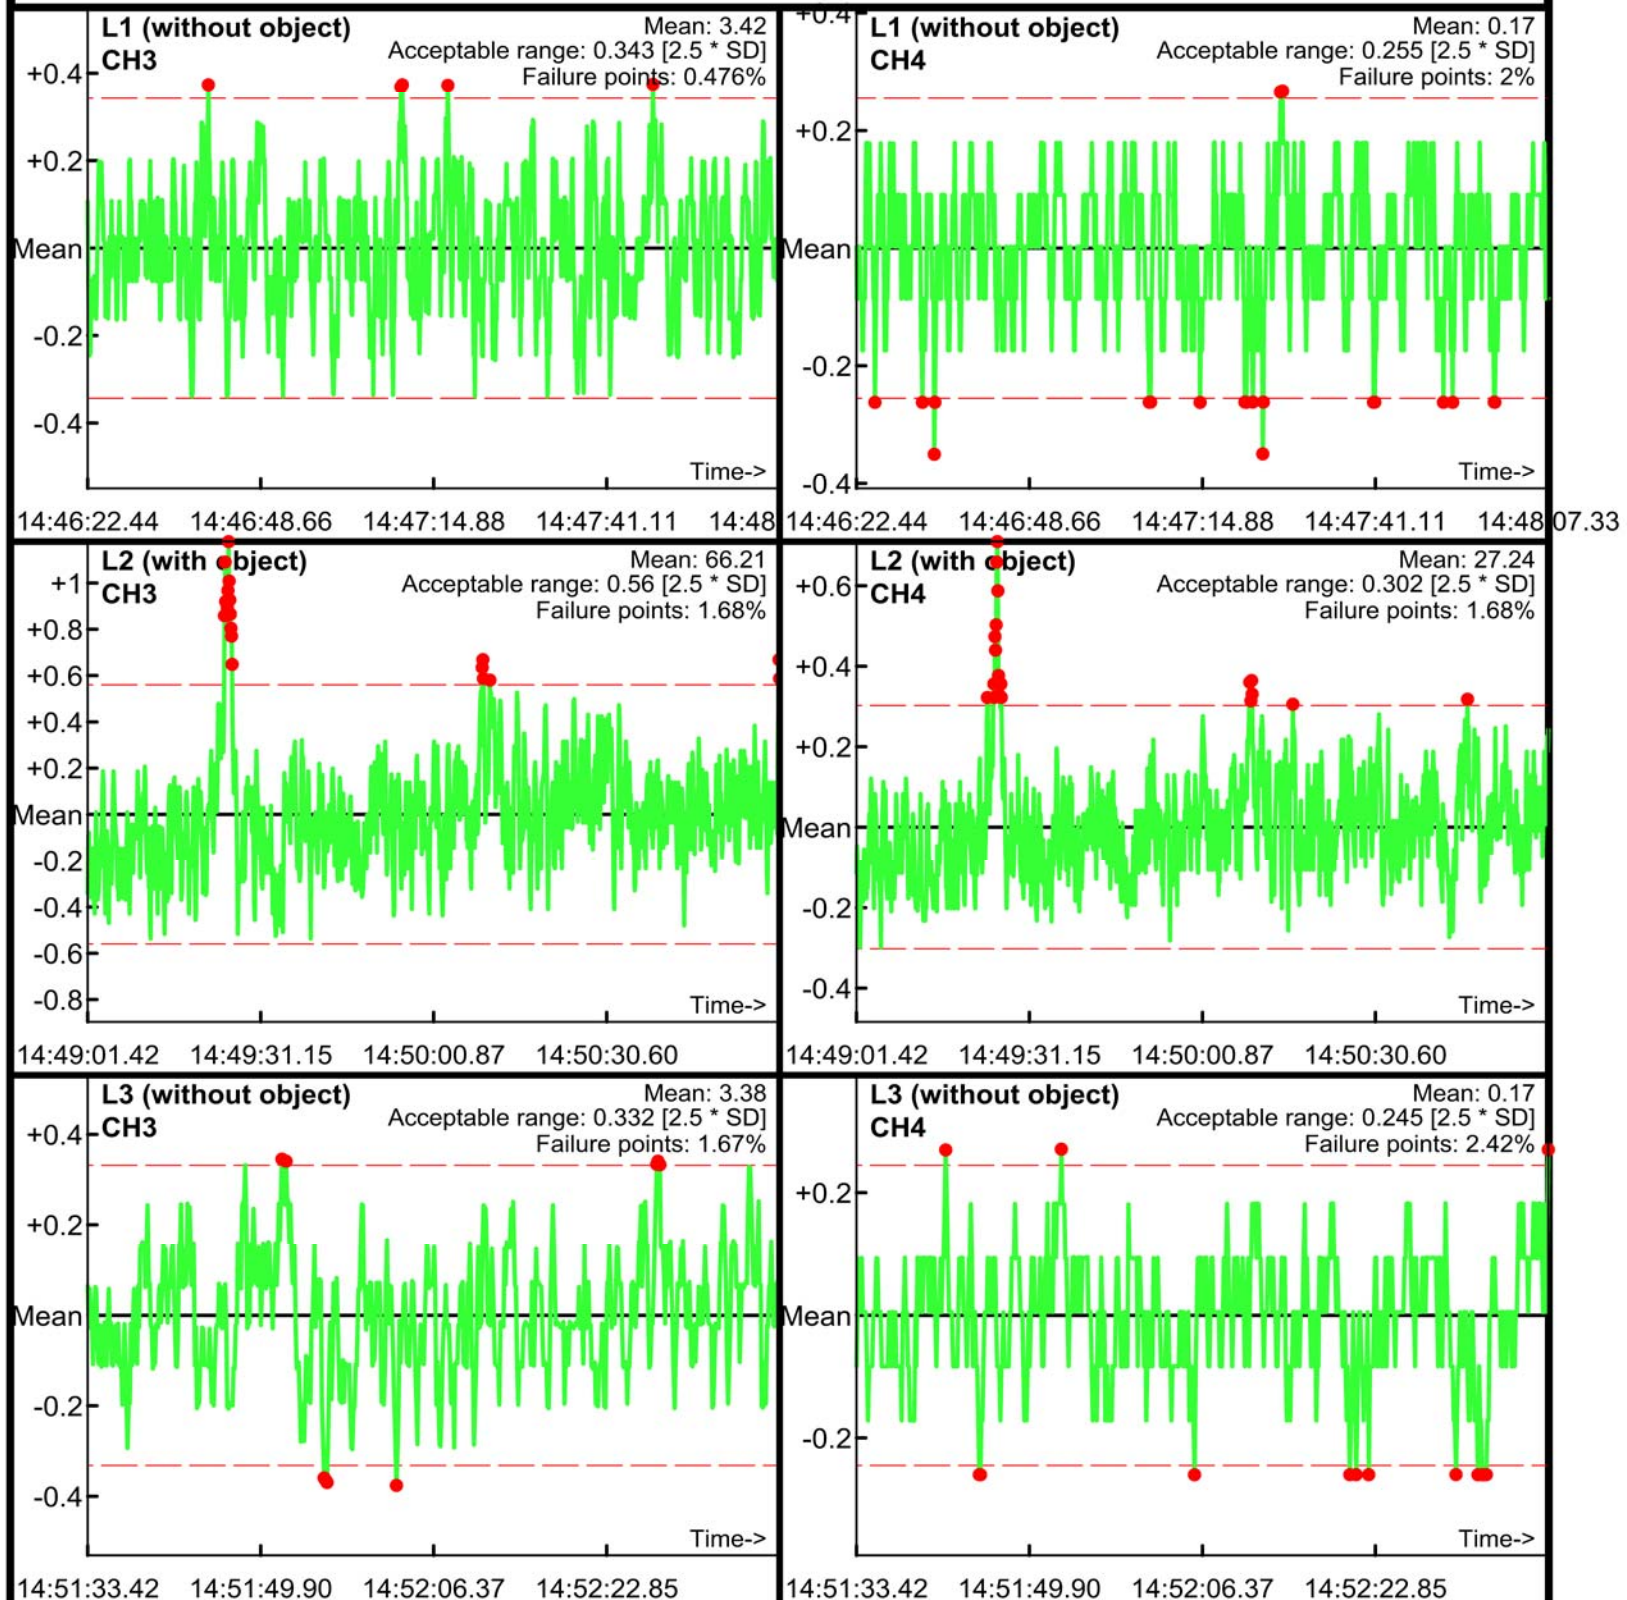 L1 (without object)
CH3
Mean: 3.42
Acceptable range: 0.343 [2.5 * SD]
Failure points: 0.476%
+0.4
+0.2
Mean
-0.2
-0.4
Time->
14:46:22.44 14:46:48.66 14:47:14.88 14:47:41.11 14:48
L1 (without object)
CH4
Mean: 0.17
Acceptable range: 0.255 [2.5 * SD]
Failure points: 2%
+0.4
+0.2
Mean
-0.2
-0.4
Time->
14:46:22.44 14:46:48.66 14:47:14.88 14:47:41.11 14:48:07.33
L2 (with object)
CH3
Mean: 66.21
Acceptable range: 0.56 [2.5 * SD]
Failure points: 1.68%
+1
+0.8
+0.6
+0.4
+0.2
Mean
-0.2
-0.4
-0.6
-0.8
Time->
14:49:01.42 14:49:31.15 14:50:00.87 14:50:30.60
L2 (with object)
CH4
Mean: 27.24
Acceptable range: 0.302 [2.5 * SD]
Failure points: 1.68%
+0.6
+0.4
+0.2
Mean
-0.2
-0.4
Time->
14:49:01.42 14:49:31.15 14:50:00.87 14:50:30.60
L3 (without object)
CH3
Mean: 3.38
Acceptable range: 0.332 [2.5 * SD]
Failure points: 1.67%
+0.4
+0.2
Mean
-0.2
-0.4
Time->
14:51:33.42 14:51:49.90 14:52:06.37 14:52:22.85
L3 (without object)
CH4
Mean: 0.17
Acceptable range: 0.245 [2.5 * SD]
Failure points: 2.42%
+0.2
Mean
-0.2
Time->
14:51:33.42 14:51:49.90 14:52:06.37 14:52:22.85